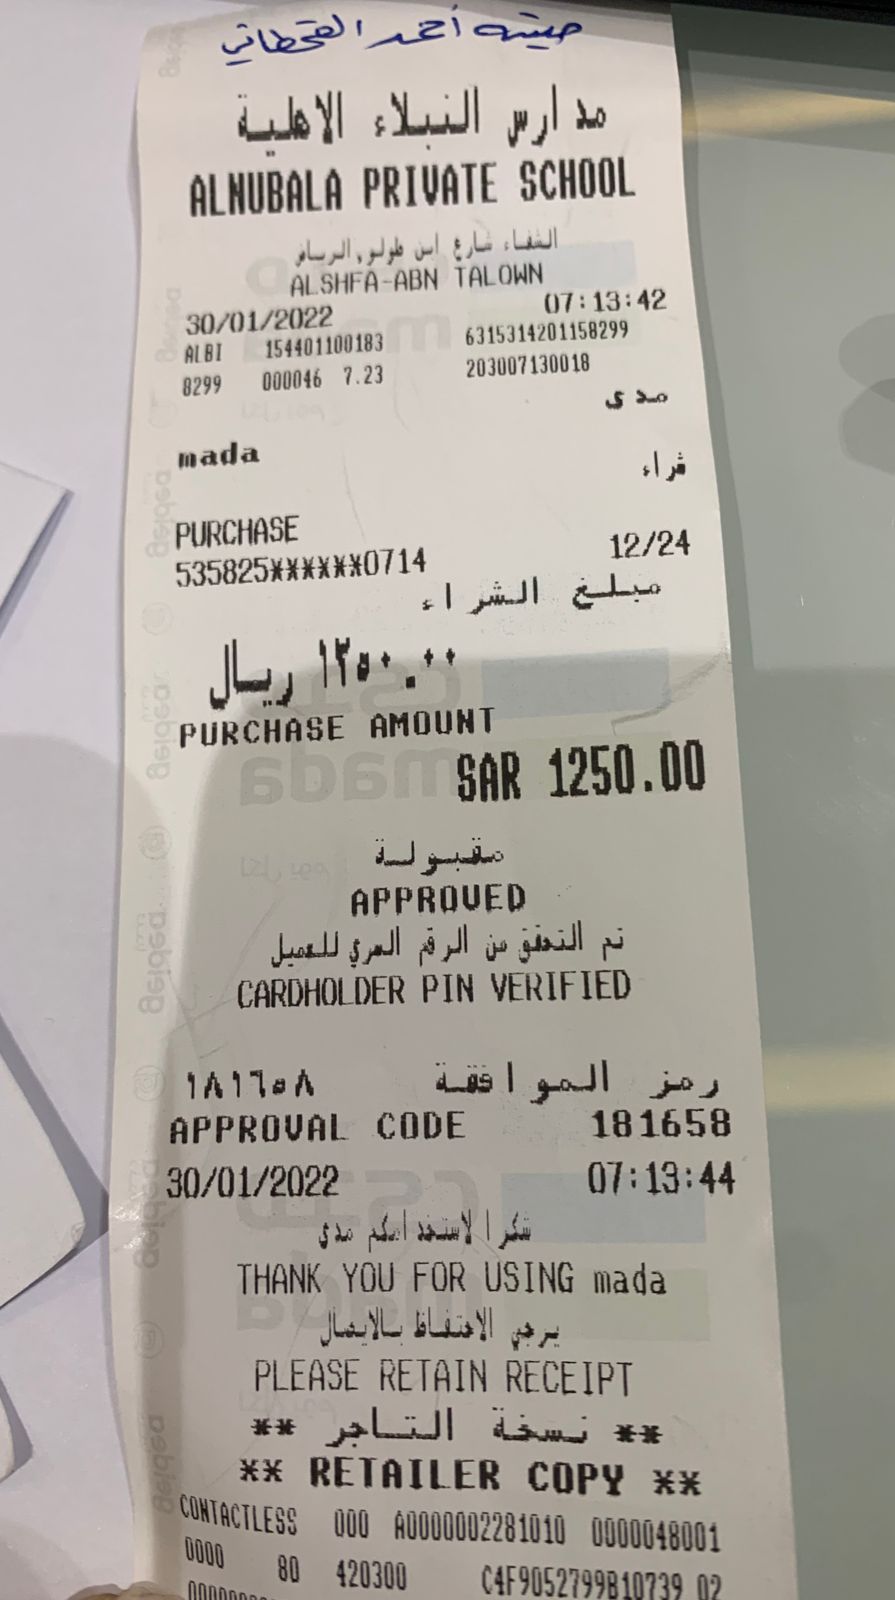 أحمد القحطاني
مدارس النبلاء الاهلية
ALNUBALA PRIVATE SCHOOL
الشفاء شارع ابن طولون, الرياض
ALSHFA-ABN TALOWN
30/01/2022 07:13:42
ALBI 154401100183 6315314201158299
8299 000046 7.23 203007130018
مدى
mada
شراء
PURCHASE
535825******0714 12/24
مبلغ الشراء
١٢٥٠.٠٠ ريال
PURCHASE AMOUNT
SAR 1250.00
مقبولة
APPROVED
تم التحقق من الرقم السري للعميل
CARDHOLDER PIN VERIFIED
رمز الموافقة ١٨١٦٥٨
APPROVAL CODE 181658
30/01/2022 07:13:44
شكرا لاستخدامكم مدى
THANK YOU FOR USING mada
يرجي الاحتفاظ بالايصال
PLEASE RETAIN RECEIPT
** نسخة التاجر **
** RETAILER COPY **
CONTACTLESS 000 A0000002281010 0000048001
0000 80 420300 C4F9052799B10739 02